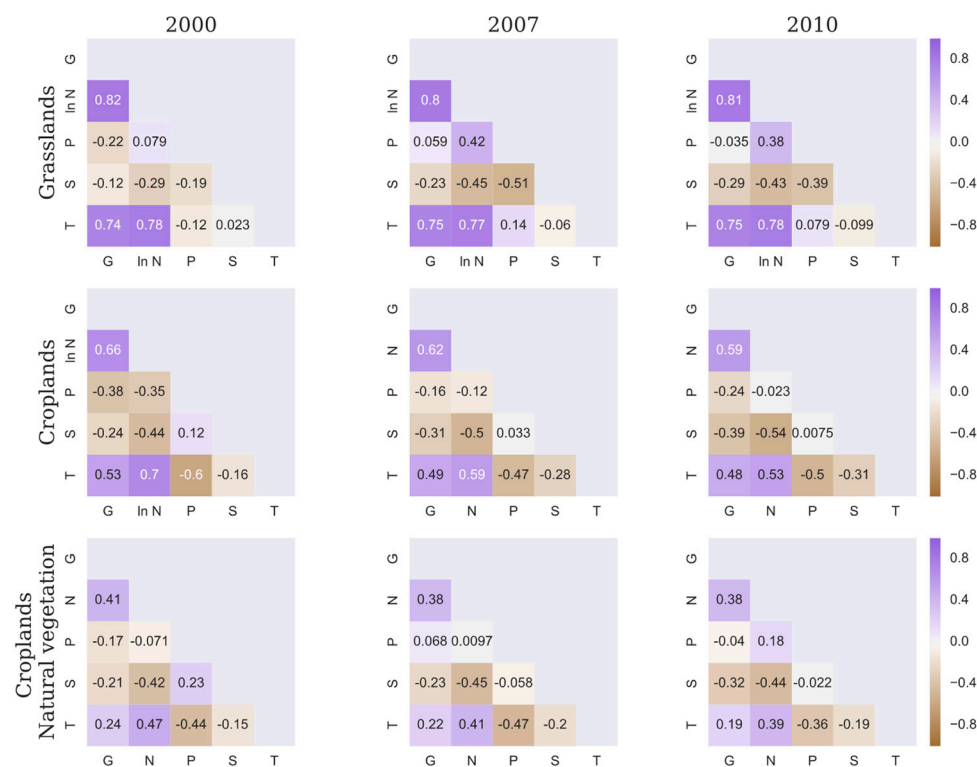 2000 2007 2010
Grasslands
G G G
ln N ln N ln N
0.82 0.8 0.81
P P P
-0.22 0.079 0.059 0.42 -0.035 0.38
S S S
-0.12 -0.29 -0.19 -0.23 -0.45 -0.51 -0.29 -0.43 -0.39
T T T
0.74 0.78 -0.12 0.023 0.75 0.77 0.14 -0.06 0.75 0.78 0.079 -0.099
G ln N P S T G ln N P S T G ln N P S T
0.8
0.4
0.0
−0.4
−0.8
Croplands
G G G
ln N N N
0.66 0.62 0.59
P P P
-0.38 -0.35 -0.16 -0.12 -0.24 -0.023
S S S
-0.24 -0.44 0.12 -0.31 -0.5 0.033 -0.39 -0.54 0.0075
T T T
0.53 0.7 -0.6 -0.16 0.49 0.59 -0.47 -0.28 0.48 0.53 -0.5 -0.31
G ln N P S T G N P S T G N P S T
0.8
0.4
0.0
−0.4
−0.8
Croplands
Natural vegetation
G G G
N N N
0.41 0.38 0.38
P P P
-0.17 -0.071 0.068 0.0097 -0.04 0.18
S S S
-0.21 -0.42 0.23 -0.23 -0.45 -0.058 -0.32 -0.44 -0.022
T T T
0.24 0.47 -0.44 -0.15 0.22 0.41 -0.47 -0.2 0.19 0.39 -0.36 -0.19
G N P S T G N P S T G N P S T
0.8
0.4
0.0
−0.4
−0.8